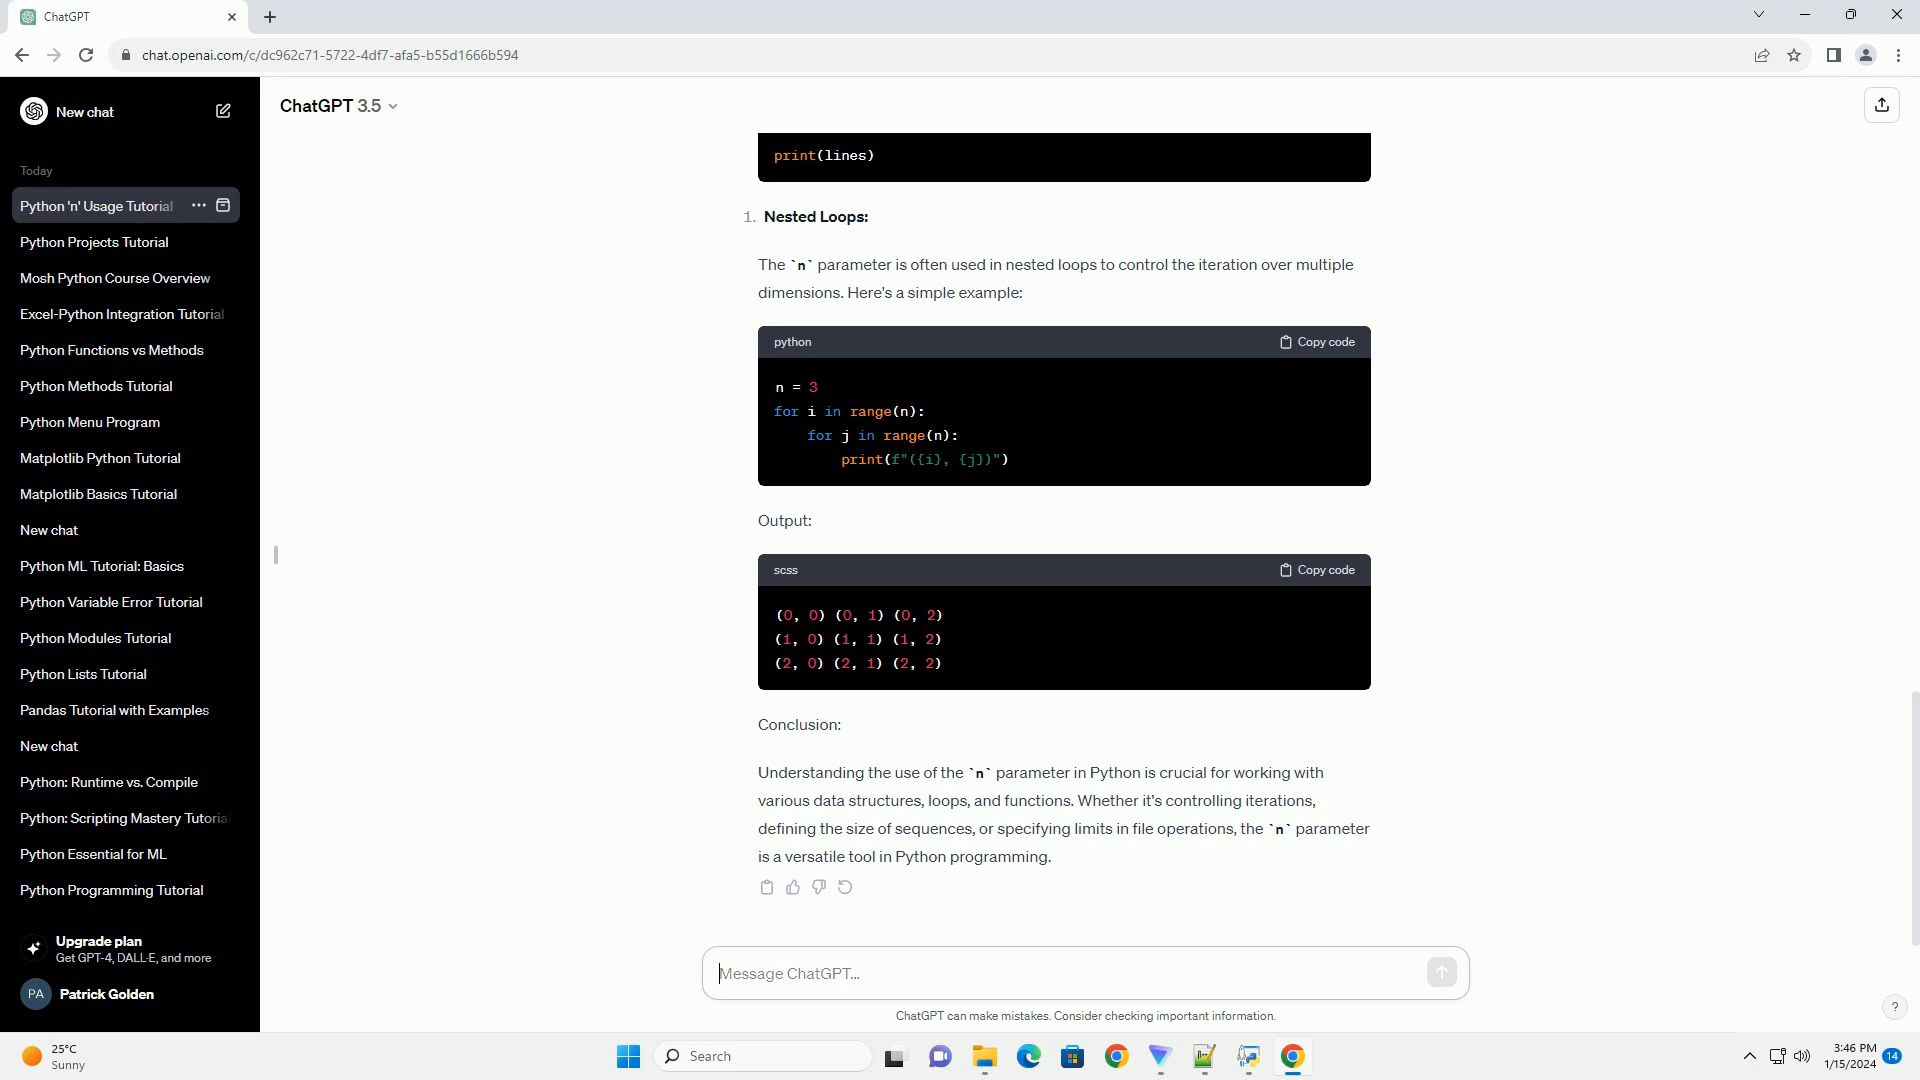 ChatGPT
chat.openai.com/c/dc962c71-5722-4df7-afa5-b55d1666b594
New chat
Today
Python 'n' Usage Tutorial
Python Projects Tutorial
Mosh Python Course Overview
Excel-Python Integration Tutorial
Python Functions vs Methods
Python Methods Tutorial
Python Menu Program
Matplotlib Python Tutorial
Matplotlib Basics Tutorial
New chat
Python ML Tutorial: Basics
Python Variable Error Tutorial
Python Modules Tutorial
Python Lists Tutorial
Pandas Tutorial with Examples
New chat
Python: Runtime vs. Compile
Python: Scripting Mastery Tutoria
Python Essential for ML
Python Programming Tutorial
Upgrade plan
Get GPT-4, DALL·E, and more
PA Patrick Golden
ChatGPT 3.5
print(lines)
1. Nested Loops:
The `n` parameter is often used in nested loops to control the iteration over multiple
dimensions. Here's a simple example:
python Copy code
n = 3
for i in range(n):
    for j in range(n):
        print(f"({i}, {j})")
Output:
scss Copy code
(0, 0) (0, 1) (0, 2)
(1, 0) (1, 1) (1, 2)
(2, 0) (2, 1) (2, 2)
Conclusion:
Understanding the use of the `n` parameter in Python is crucial for working with
various data structures, loops, and functions. Whether it's controlling iterations,
defining the size of sequences, or specifying limits in file operations, the `n` parameter
is a versatile tool in Python programming.
Message ChatGPT...
ChatGPT can make mistakes. Consider checking important information.
?
25°C
Sunny
Search
3:46 PM
1/15/2024
14